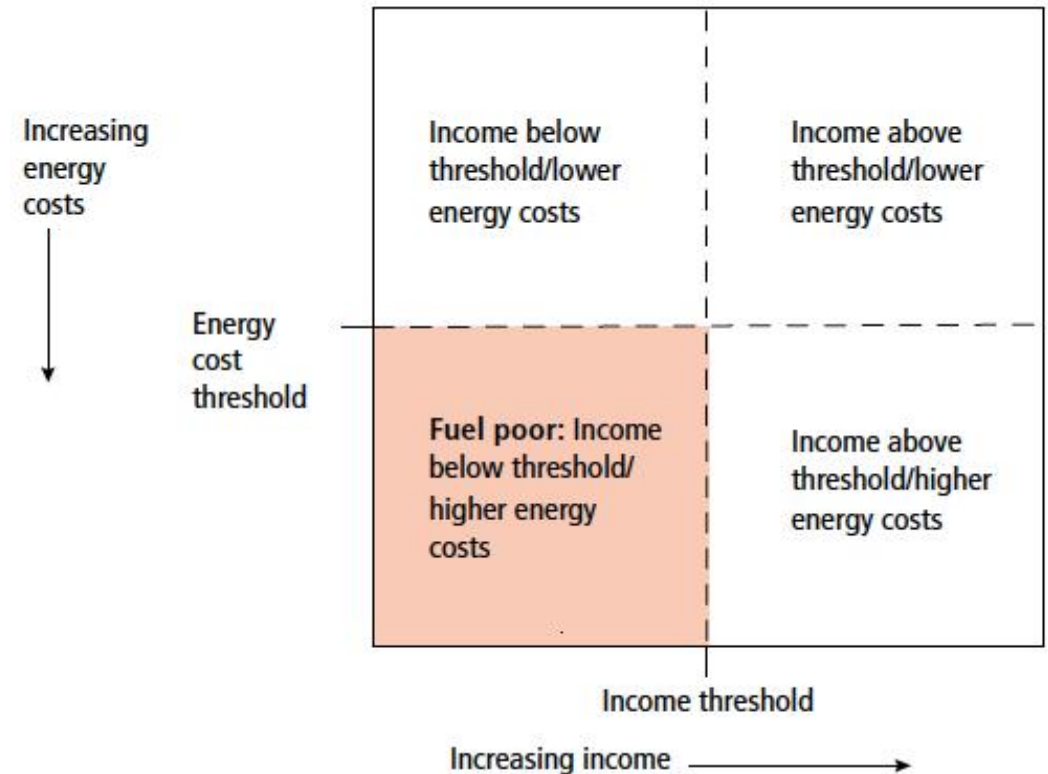 Increasing
energy
costs
Income below
threshold/lower
energy costs
Income above
threshold/lower
energy costs
Energy
cost
threshold
Fuel poor: Income
below threshold/
higher energy
costs
Income above
threshold/higher
energy costs
Income threshold
Increasing income